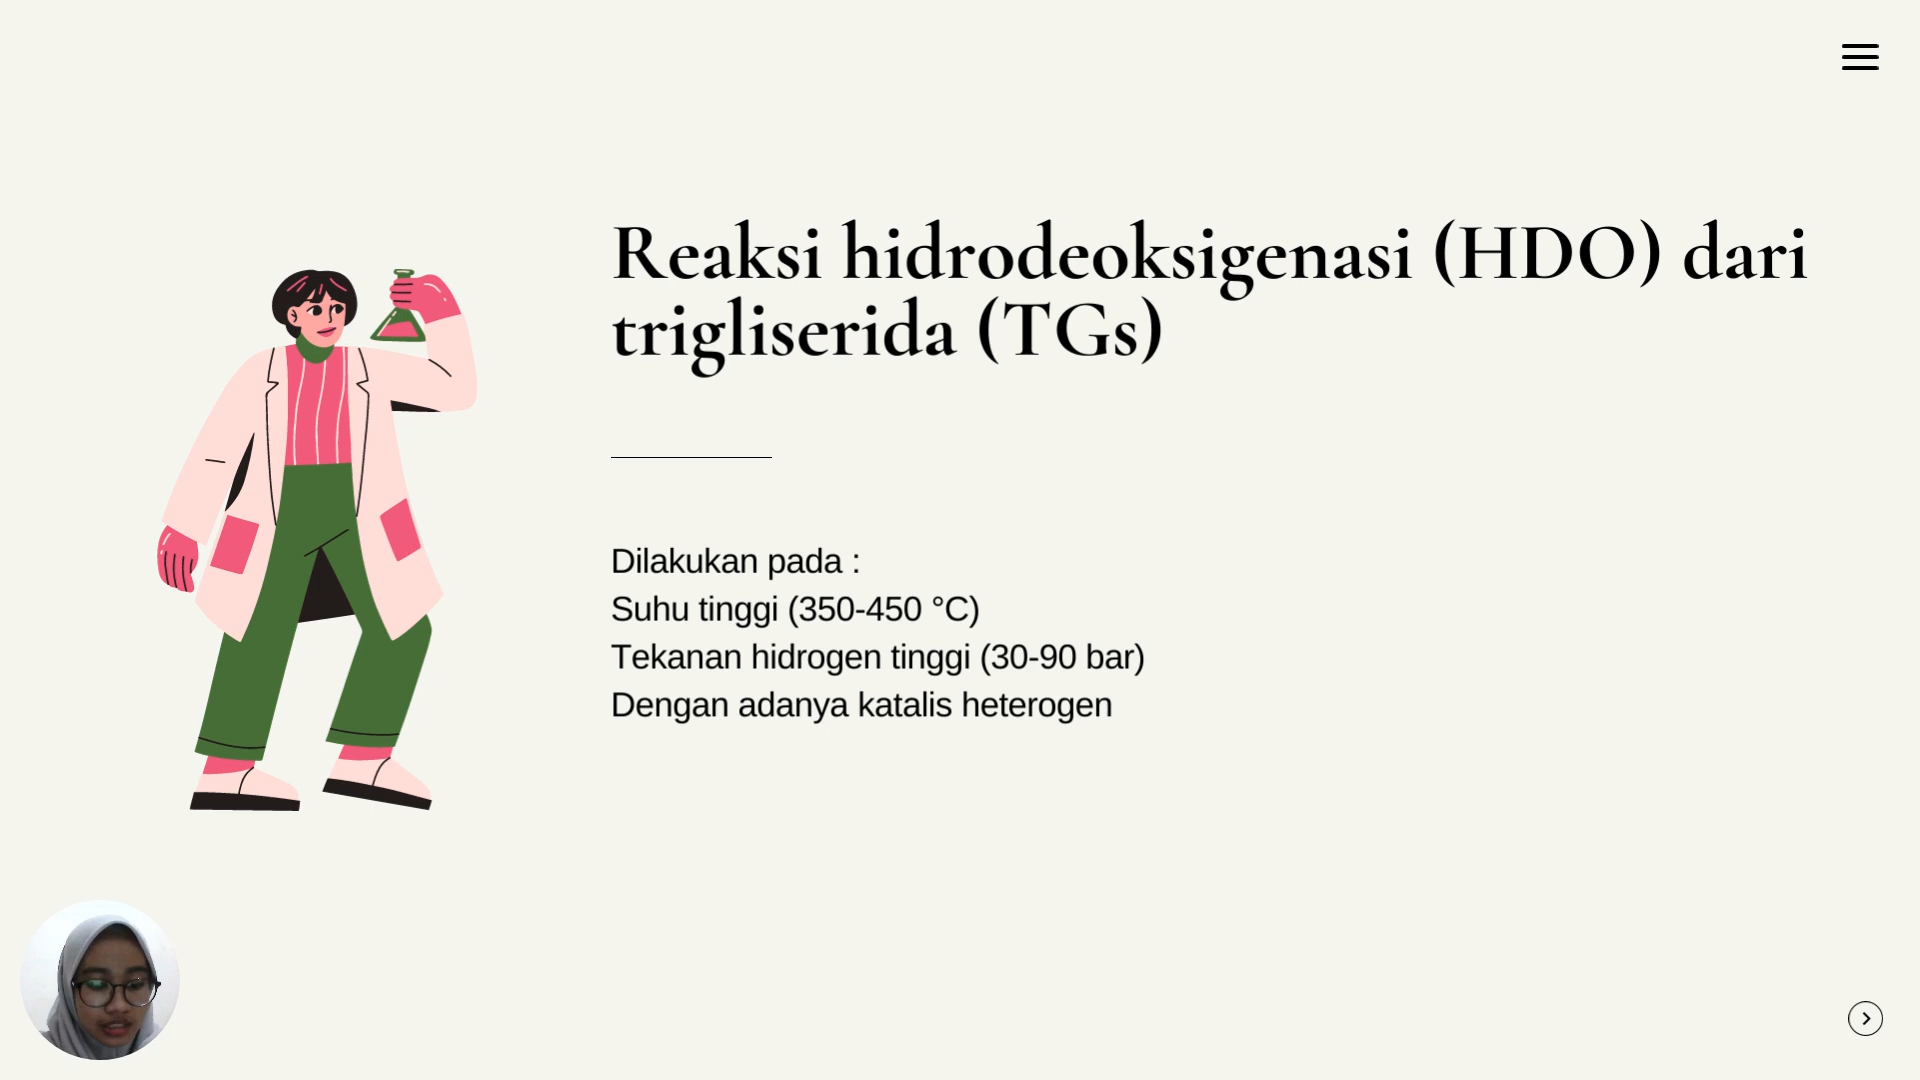 Reaksi hidrodeoksigenasi (HDO) dari
trigliserida (TGs)
Dilakukan pada :
Suhu tinggi (350-450 °C)
Tekanan hidrogen tinggi (30-90 bar)
Dengan adanya katalis heterogen